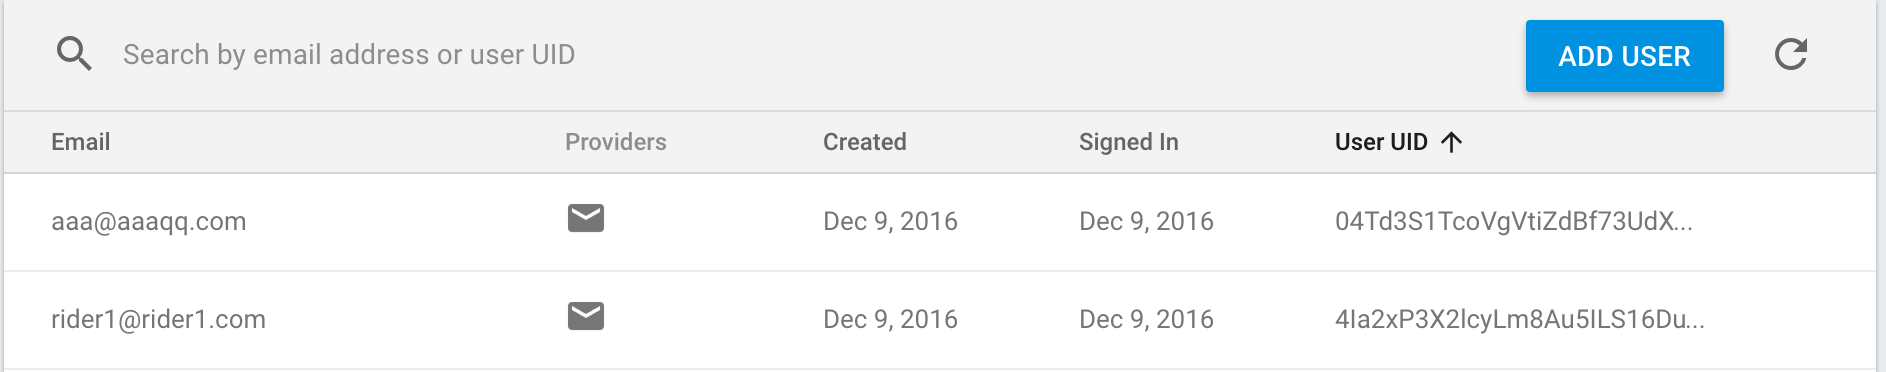 Search by email address or user UID ADD USER
Email Providers Created Signed In User UID
aaa@aaaqq.com Dec 9, 2016 Dec 9, 2016 04Td3S1TcoVgVtiZdBf73UdX...
rider1@rider1.com Dec 9, 2016 Dec 9, 2016 4Ia2xP3X2lcyLm8Au5ILS16Du...